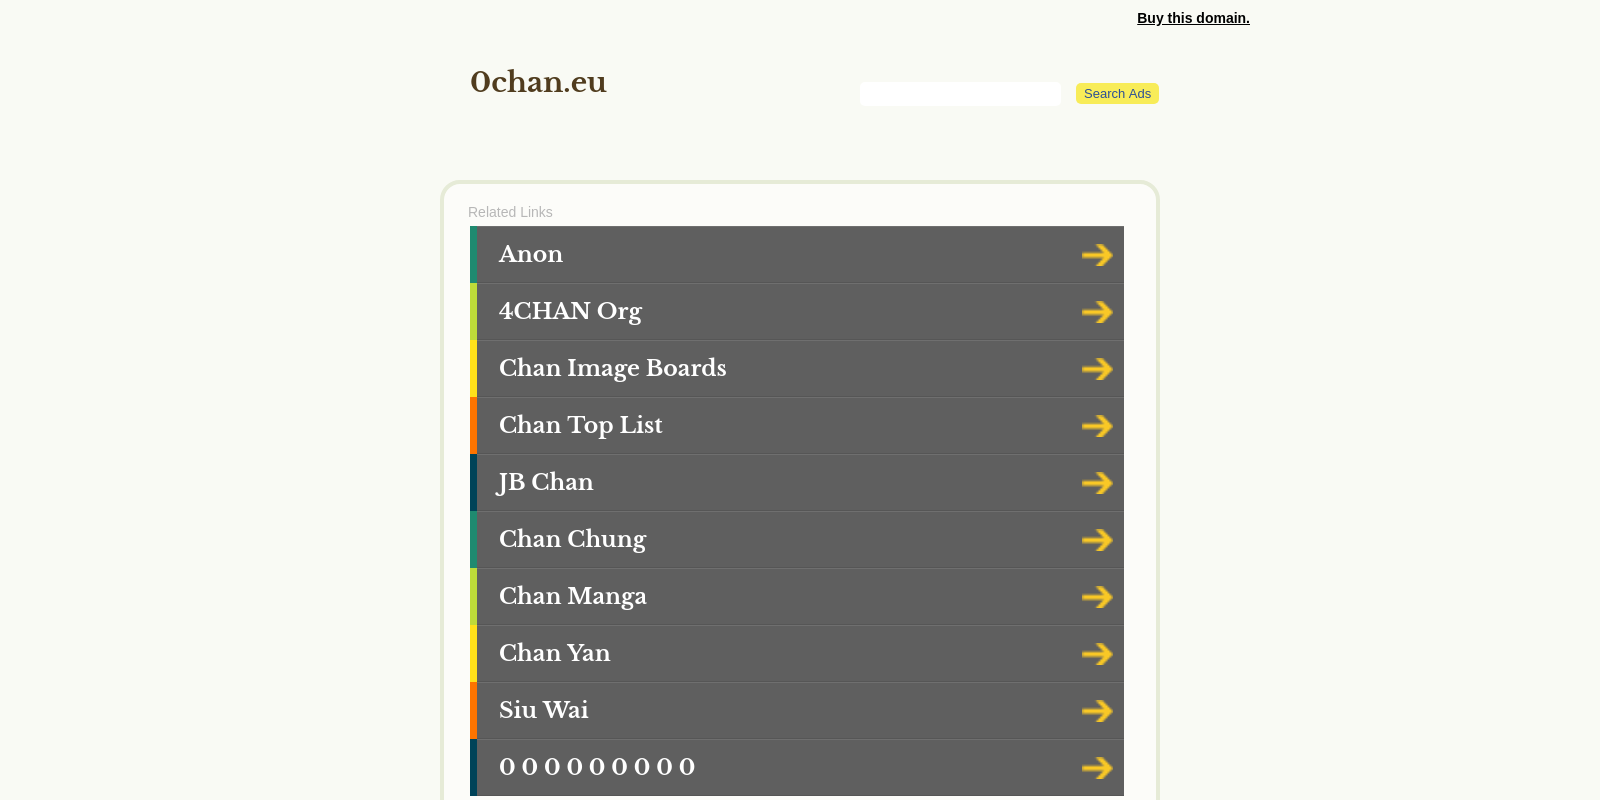 Buy this domain.
0chan.eu
Search Ads
Related Links
Anon
4CHAN Org
Chan Image Boards
Chan Top List
JB Chan
Chan Chung
Chan Manga
Chan Yan
Siu Wai
0 0 0 0 0 0 0 0 0